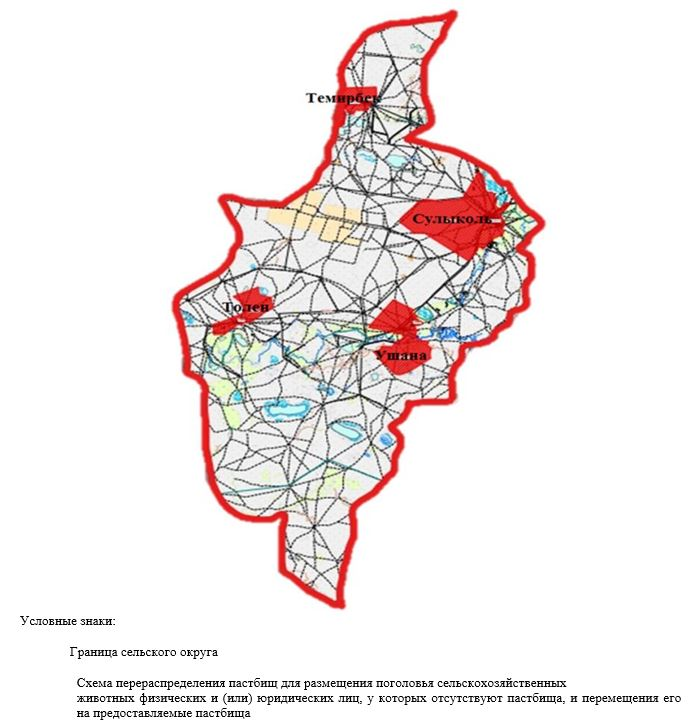 Темирбек
Сулыколь
Толен
Ушана
Условные знаки:
Граница сельского округа
Схема перераспределения пастбищ для размещения поголовья сельскохозяйственных
животных физических и (или) юридических лиц, у которых отсутствуют пастбища, и перемещения его
на предоставляемые пастбища